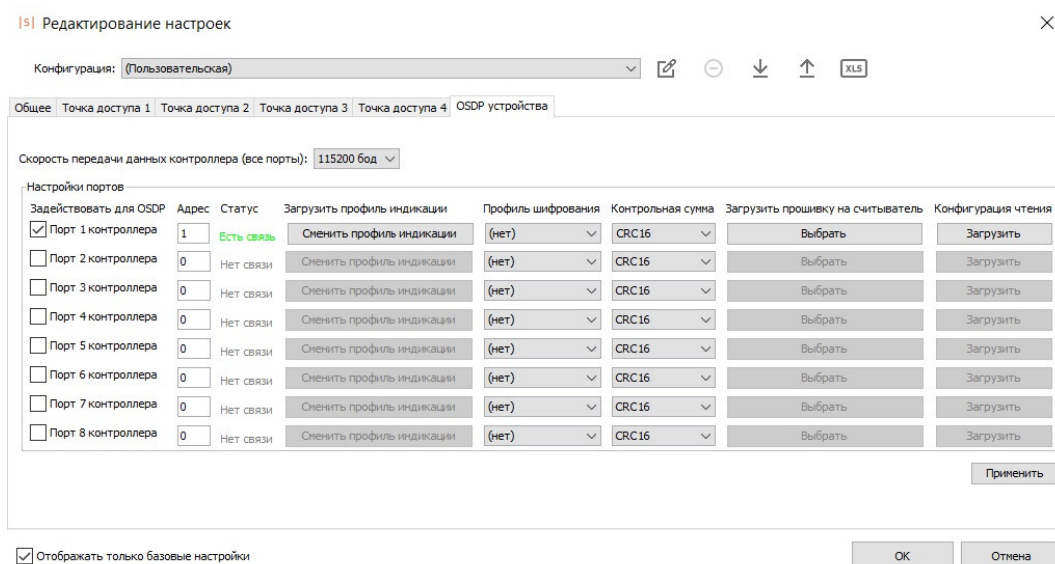 |S| Редактирование настроек
Конфигурация: (Пользовательская) XLS
Общее Точка доступа 1 Точка доступа 2 Точка доступа 3 Точка доступа 4 OSDP устройства
Скорость передачи данных контроллера (все порты): 115200 бод
Настройки портов
Задействовать для OSDP Адрес Статус Загрузить профиль индикации Профиль шифрования Контрольная сумма Загрузить прошивку на считыватель Конфигурация чтения
Порт 1 контроллера 1 Есть связь Сменить профиль индикации (нет) CRC16 Выбрать Загрузить
Порт 2 контроллера 0 Нет связи Сменить профиль индикации (нет) CRC16 Выбрать Загрузить
Порт 3 контроллера 0 Нет связи Сменить профиль индикации (нет) CRC16 Выбрать Загрузить
Порт 4 контроллера 0 Нет связи Сменить профиль индикации (нет) CRC16 Выбрать Загрузить
Порт 5 контроллера 0 Нет связи Сменить профиль индикации (нет) CRC16 Выбрать Загрузить
Порт 6 контроллера 0 Нет связи Сменить профиль индикации (нет) CRC16 Выбрать Загрузить
Порт 7 контроллера 0 Нет связи Сменить профиль индикации (нет) CRC16 Выбрать Загрузить
Порт 8 контроллера 0 Нет связи Сменить профиль индикации (нет) CRC16 Выбрать Загрузить
Применить
Отображать только базовые настройки OK Отмена